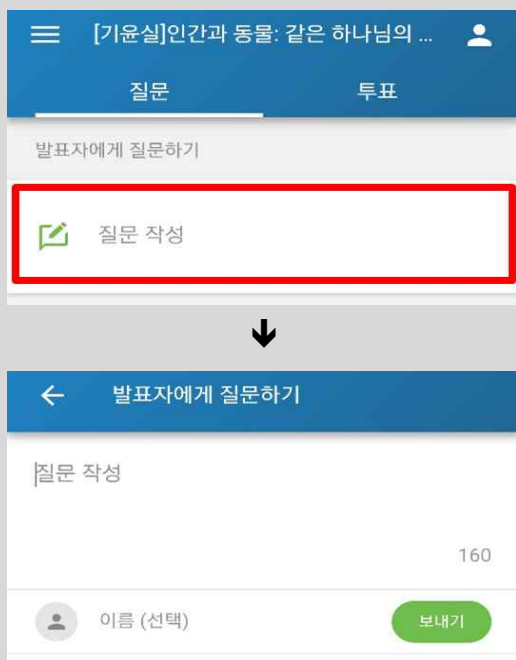 [기윤실]인간과 동물: 같은 하나님의 ...
질문 투표
발표자에게 질문하기
질문 작성
발표자에게 질문하기
질문 작성
160
이름 (선택) 보내기